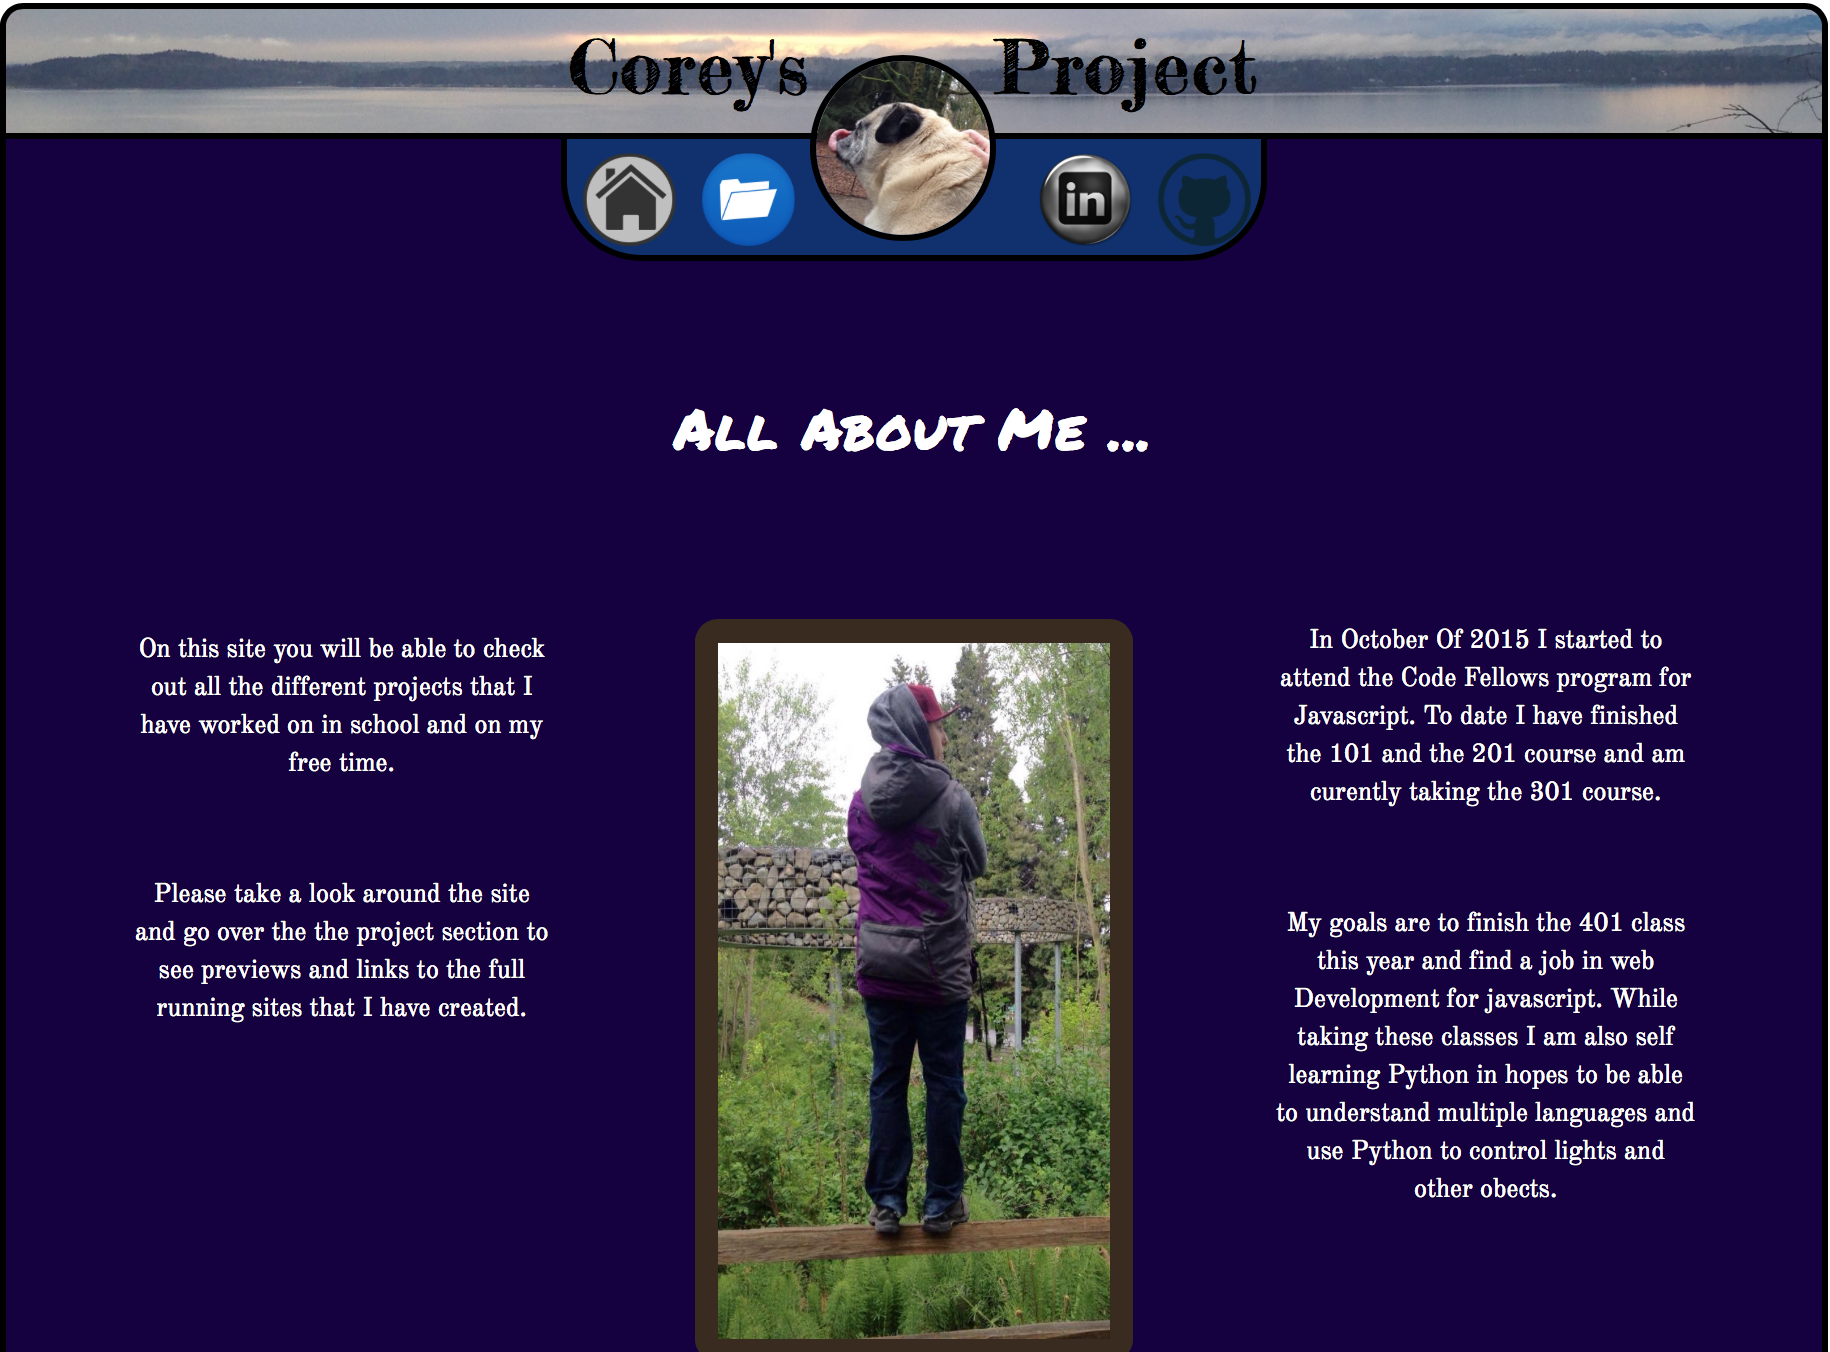 Corey's Project
in
All About Me ...
On this site you will be able to check
out all the different projects that I
have worked on in school and on my
free time.
Please take a look around the site
and go over the the project section to
see previews and links to the full
running sites that I have created.
In October Of 2015 I started to
attend the Code Fellows program for
Javascript. To date I have finished
the 101 and the 201 course and am
curently taking the 301 course.
My goals are to finish the 401 class
this year and find a job in web
Development for javascript. While
taking these classes I am also self
learning Python in hopes to be able
to understand multiple languages and
use Python to control lights and
other obects.